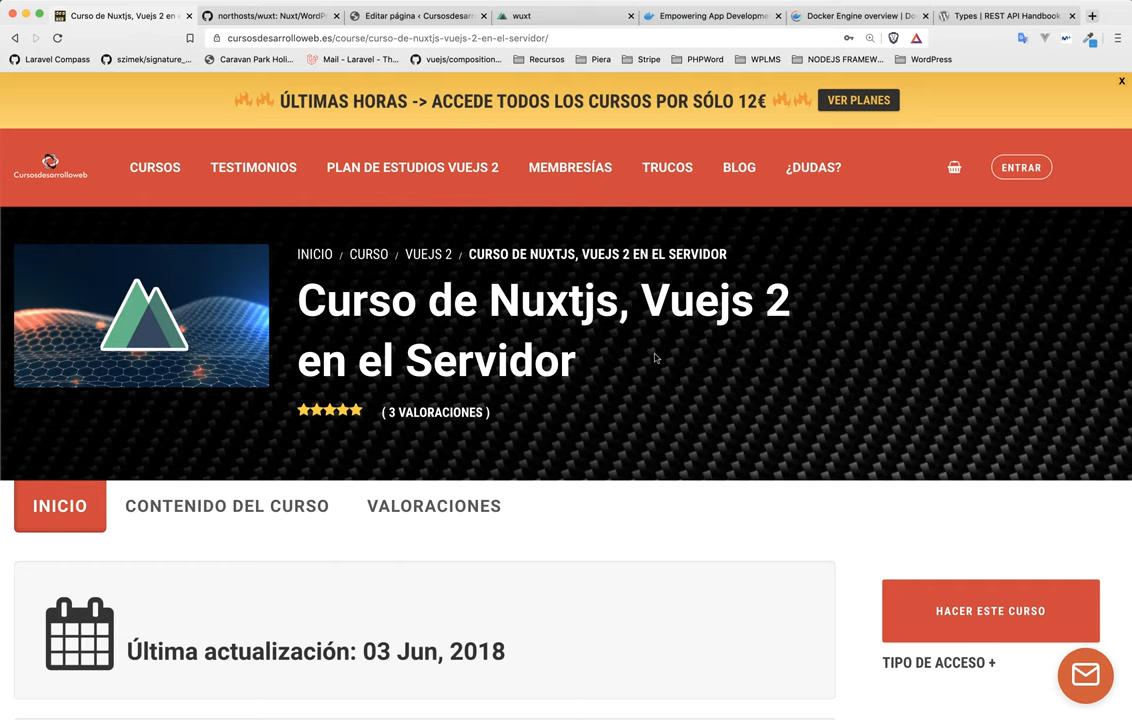 Curso de Nuxtjs, Vuejs 2 en
northosts/wuxt: Nuxt/WordP
Editar página ‹ Cursosdesarr
wuxt
Empowering App Developme
Docker Engine overview | Do
Types | REST API Handbook
cursosdesarrolloweb.es/course/curso-de-nuxtjs-vuejs-2-en-el-servidor/
Laravel Compass
szimek/signature_...
Caravan Park Holi...
Mail - Laravel - Th...
vuejs/composition...
Recursos
Piera
Stripe
PHPWord
WPLMS
NODEJS FRAMEW...
WordPress
ÚLTIMAS HORAS -> ACCEDE TODOS LOS CURSOS POR SÓLO 12€
VER PLANES
X
Cursosdesarrolloweb
CURSOS
TESTIMONIOS
PLAN DE ESTUDIOS VUEJS 2
MEMBRESÍAS
TRUCOS
BLOG
¿DUDAS?
ENTRAR
INICIO / CURSO / VUEJS 2 / CURSO DE NUXTJS, VUEJS 2 EN EL SERVIDOR
Curso de Nuxtjs, Vuejs 2
en el Servidor
( 3 VALORACIONES )
INICIO
CONTENIDO DEL CURSO
VALORACIONES
Última actualización: 03 Jun, 2018
HACER ESTE CURSO
TIPO DE ACCESO +